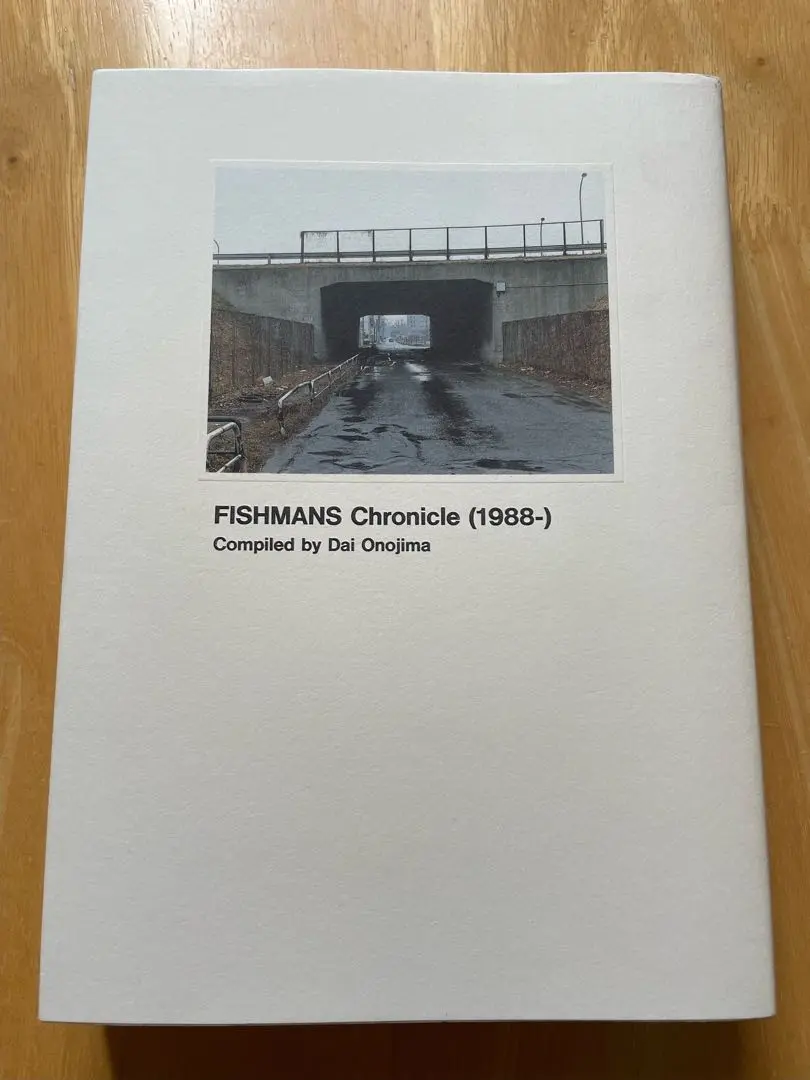 FISHMANS Chronicle (1988-)
Compiled by Dai Onojima